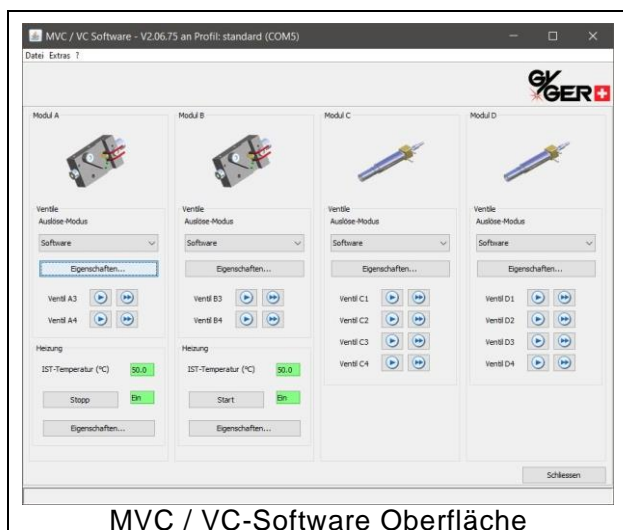 MVC / VC Software - V2.06.75 an Profil: standard (COM5)
Datei Extras ?
GYGER
Modul A Modul B Modul C Modul D
Ventile Ventile Ventile Ventile
Auslöse-Modus Auslöse-Modus Auslöse-Modus Auslöse-Modus
Software Software Software Software
Eigenschaften... Eigenschaften... Eigenschaften... Eigenschaften...
Ventil A3 Ventil B3 Ventil C1 Ventil D1
Ventil A4 Ventil B4 Ventil C2 Ventil D2
Ventil C3 Ventil D3
Heizung Heizung
Ventil C4 Ventil D4
IST-Temperatur (°C) 50.0 IST-Temperatur (°C) 50.0
Stopp Ein Start Ein
Eigenschaften... Eigenschaften...
Schliessen
MVC / VC-Software Oberfläche